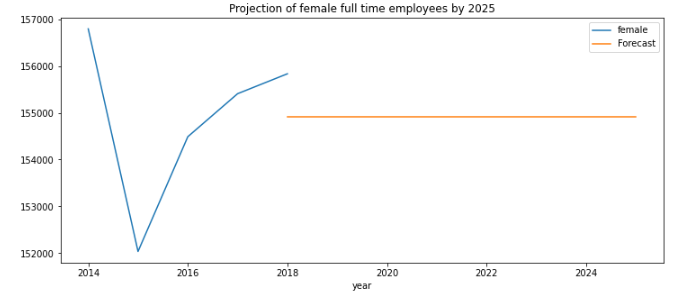 Projection of female full time employees by 2025
157000
156000
155000
154000
153000
152000
female
Forecast
2014 2016 2018 2020 2022 2024
year